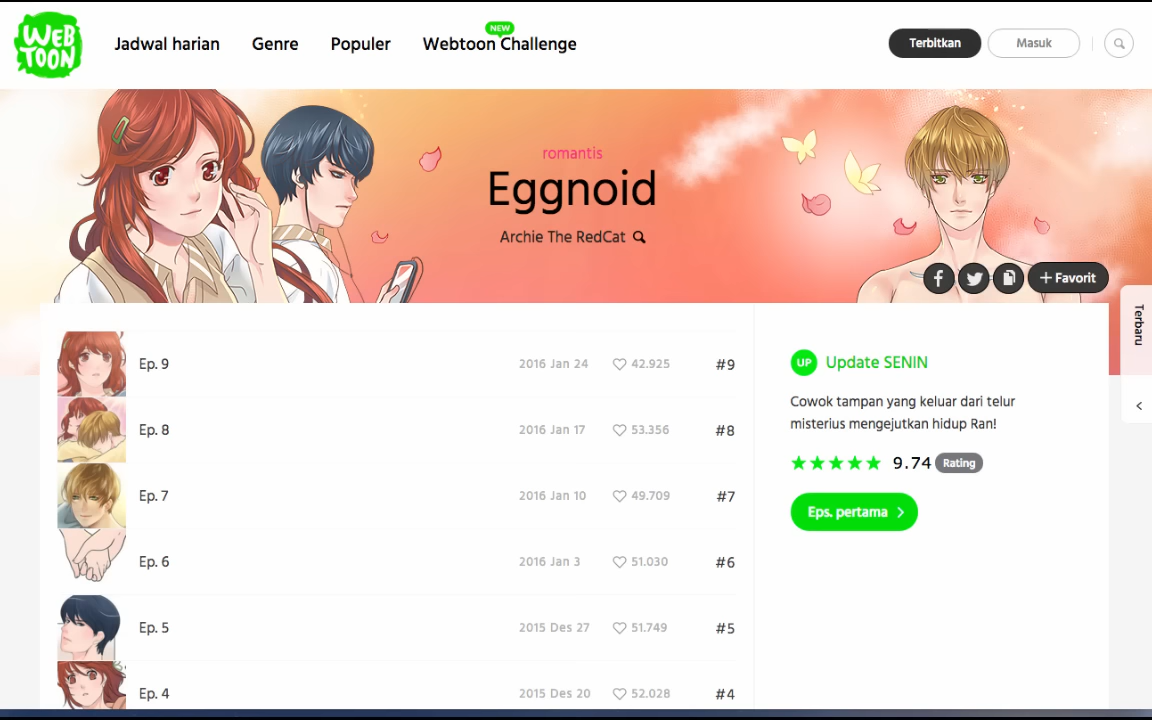 WEB
TOON
Jadwal harian
Genre
Populer
NEW
Webtoon Challenge
Terbitkan
Masuk
romantis
Eggnoid
Archie The RedCat
+ Favorit
Terbaru
Ep. 9 2016 Jan 24 42.925 #9
Ep. 8 2016 Jan 17 53.356 #8
Ep. 7 2016 Jan 10 49.709 #7
Ep. 6 2016 Jan 3 51.030 #6
Ep. 5 2015 Des 27 51.749 #5
Ep. 4 2015 Des 20 52.028 #4
UP Update SENIN
Cowok tampan yang keluar dari telur
misterius mengejutkan hidup Ran!
9.74 Rating
Eps. pertama